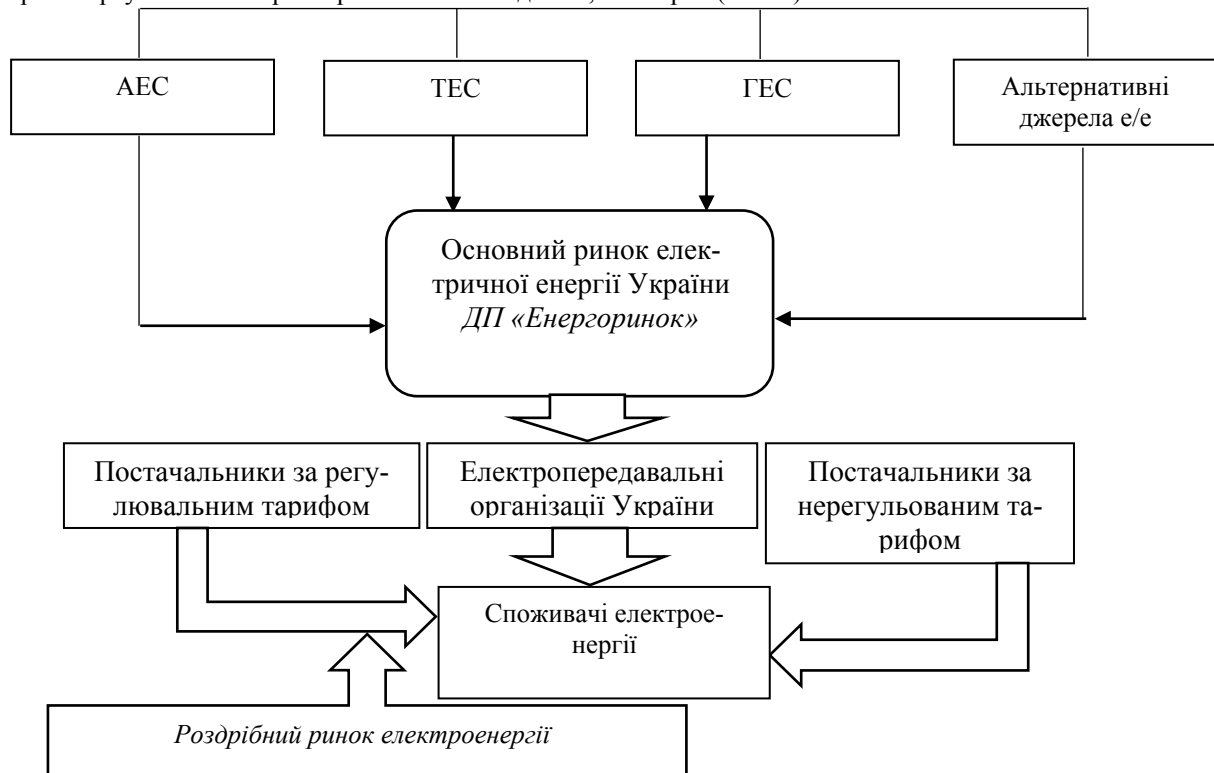 АЕС
ТЕС
ГЕС
Альтернативні
джерела е/е
Основний ринок елек-
тричної енергії України
ДП «Енергоринок»
Постачальники за регу-
лювальним тарифом
Електропередавальні
організації України
Постачальники за
нерегульованим та-
рифом
Споживачі електрое-
нергії
Роздрібний ринок електроенергії